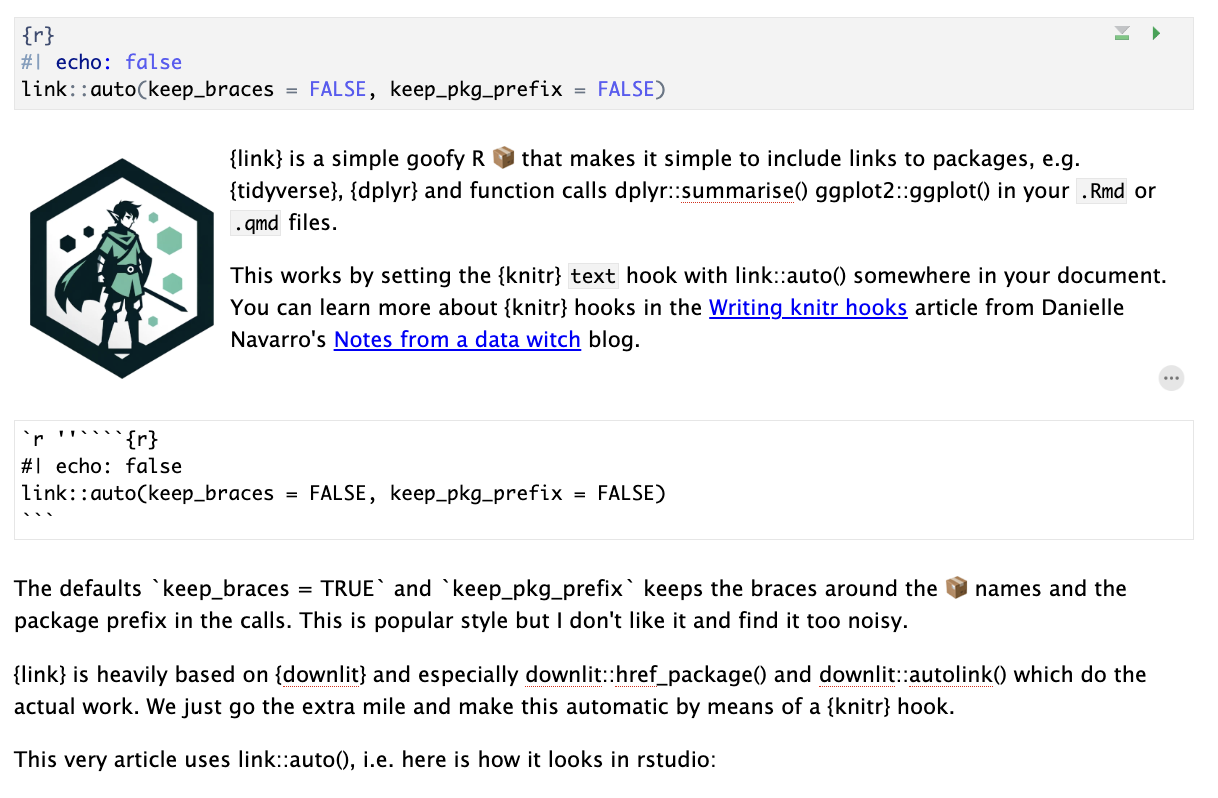 {r}
#| echo: false
link::auto(keep_braces = FALSE, keep_pkg_prefix = FALSE)
{link} is a simple goofy R 📦 that makes it simple to include links to packages, e.g.
{tidyverse}, {dplyr} and function calls dplyr::summarise() ggplot2::ggplot() in your .Rmd or
.qmd files.
This works by setting the {knitr} text hook with link::auto() somewhere in your document.
You can learn more about {knitr} hooks in the Writing knitr hooks article from Danielle
Navarro's Notes from a data witch blog.
`r ''````{r}
#| echo: false
link::auto(keep_braces = FALSE, keep_pkg_prefix = FALSE)
```
The defaults `keep_braces = TRUE` and `keep_pkg_prefix` keeps the braces around the 📦 names and the
package prefix in the calls. This is popular style but I don't like it and find it too noisy.
{link} is heavily based on {downlit} and especially downlit::href_package() and downlit::autolink() which do the
actual work. We just go the extra mile and make this automatic by means of a {knitr} hook.
This very article uses link::auto(), i.e. here is how it looks in rstudio: